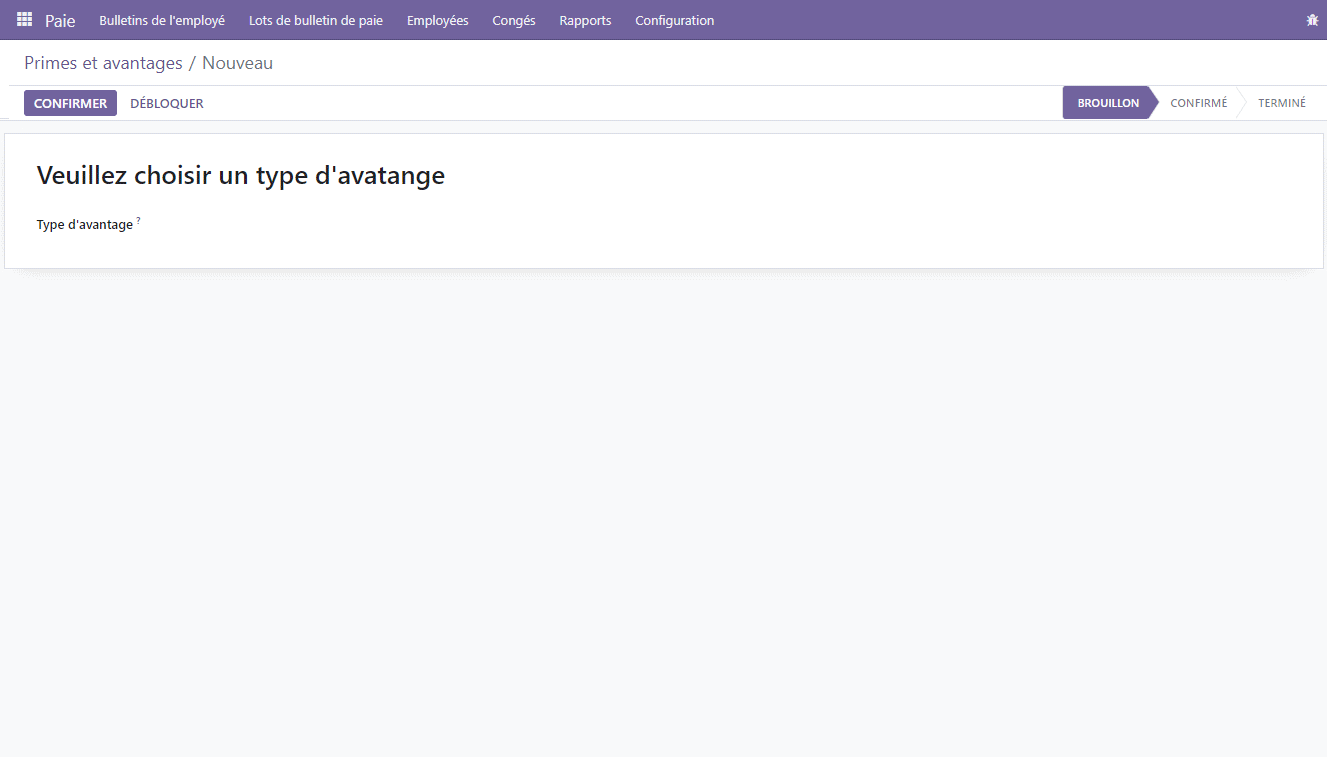 Paie Bulletins de l'employé Lots de bulletin de paie Employées Congés Rapports Configuration
Primes et avantages / Nouveau
CONFIRMER DÉBLOQUER BROUILLON CONFIRMÉ TERMINÉ
Veuillez choisir un type d'avatange
Type d'avantage ?